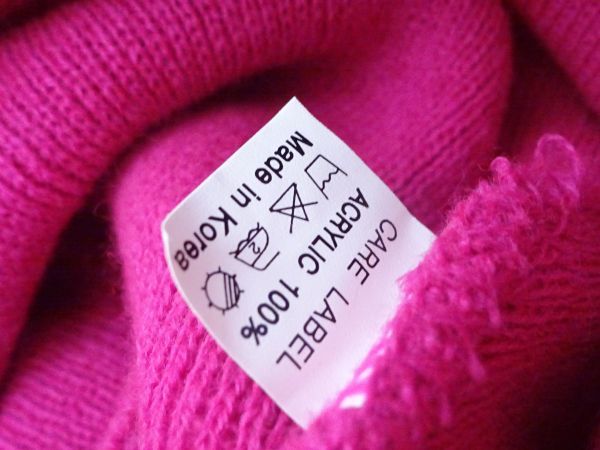 CARE LABEL
ACRYLIC 100%
Made in Korea